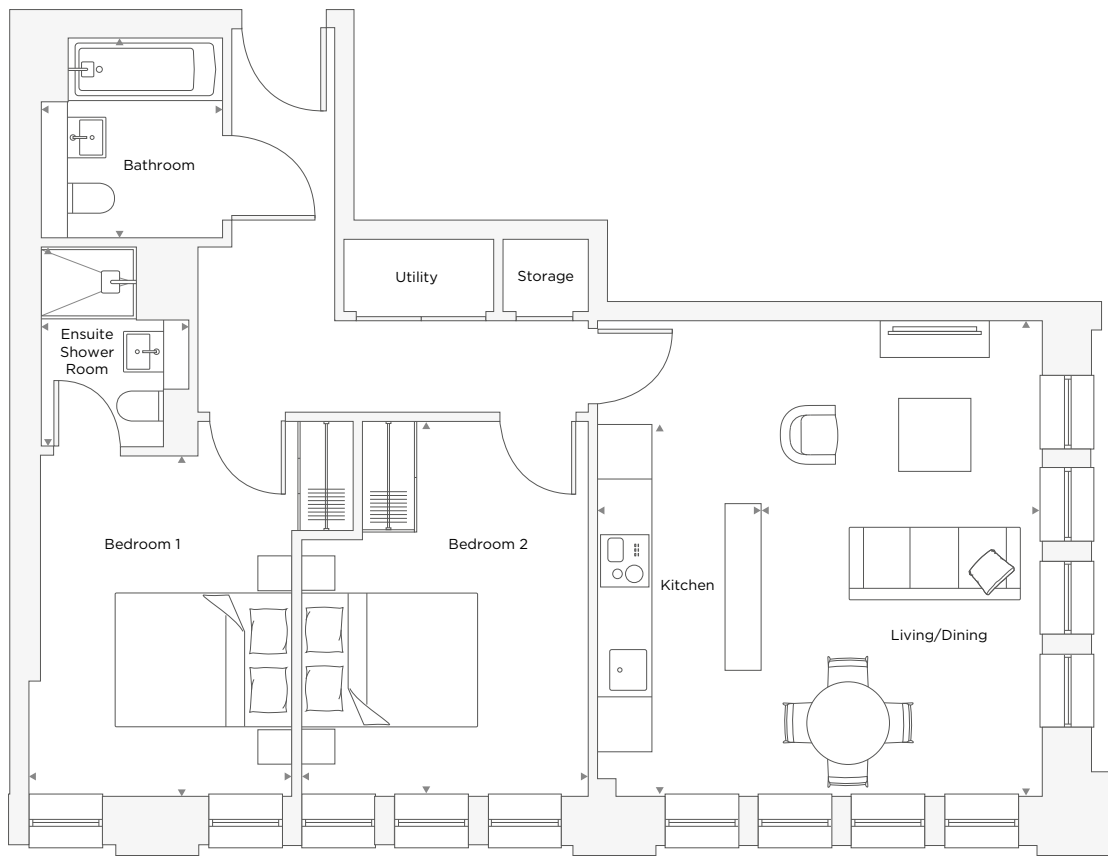 Bathroom
Utility
Storage
Ensuite
Shower
Room
Bedroom 1
Bedroom 2
Kitchen
Living/Dining